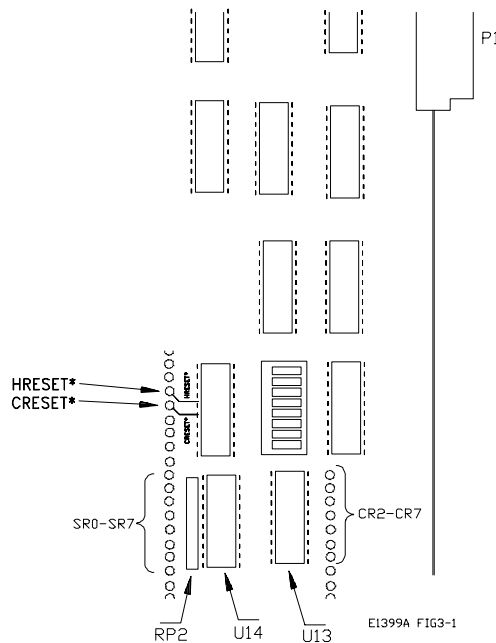 P1
HRESET*
CRESET*
HRESET*
CRESET*
SR0-SR7
CR2-CR7
RP2
U14
U13
E1399A FIG3-1